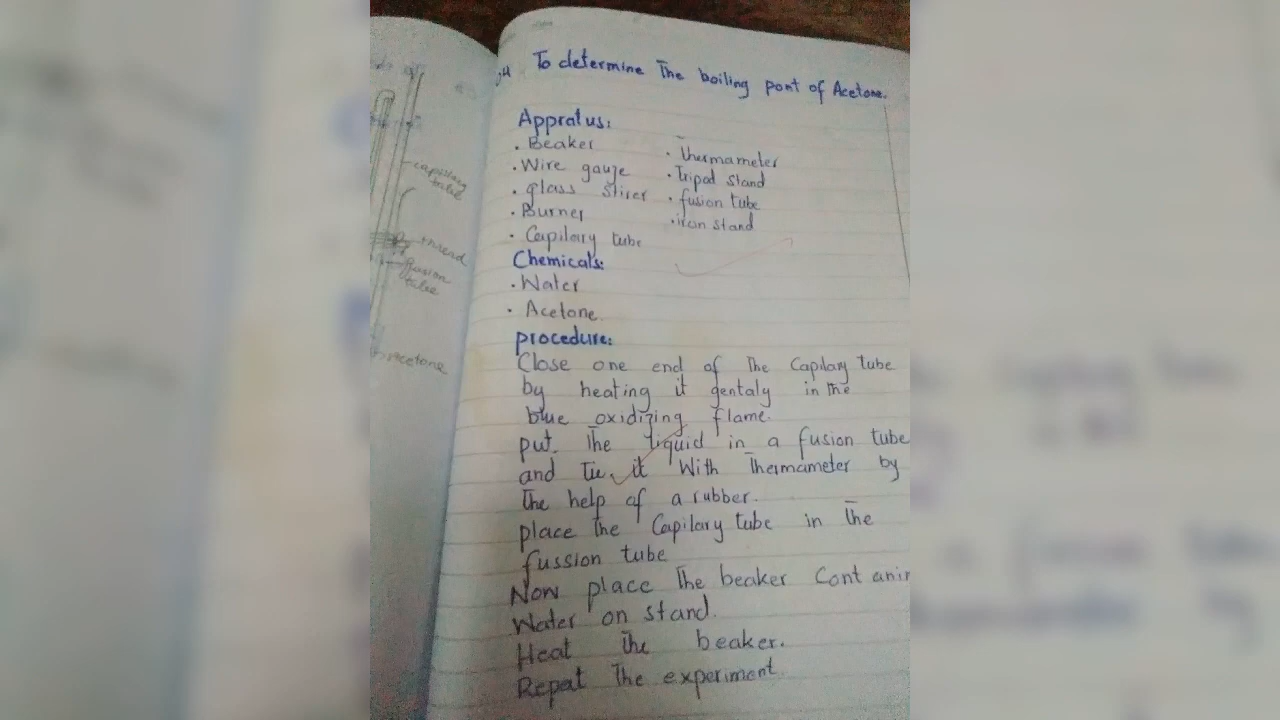 To determine The boiling pont of Acetone.
Appratus:
• Beaker
• Wire gauze
• glass stirer
• Burner
• Capilary tube
• Thermameter
• Tripod stand
• fusion tube
• iron stand
Chemicals:
• Water
• Acetone
procedure:
Close one end of The Capilary tube
by heating it gentaly in The
blue oxidizing flame.
put The liquid in a fusion tube
and Tie it With Thermameter by
The help of a rubber.
place the Capilary tube in The
fussion tube
Now place The beaker Contanin
Water on stand.
Heat The beaker.
Repat The experiment.
capillary
tube
thread
fusion
tube
Acetone